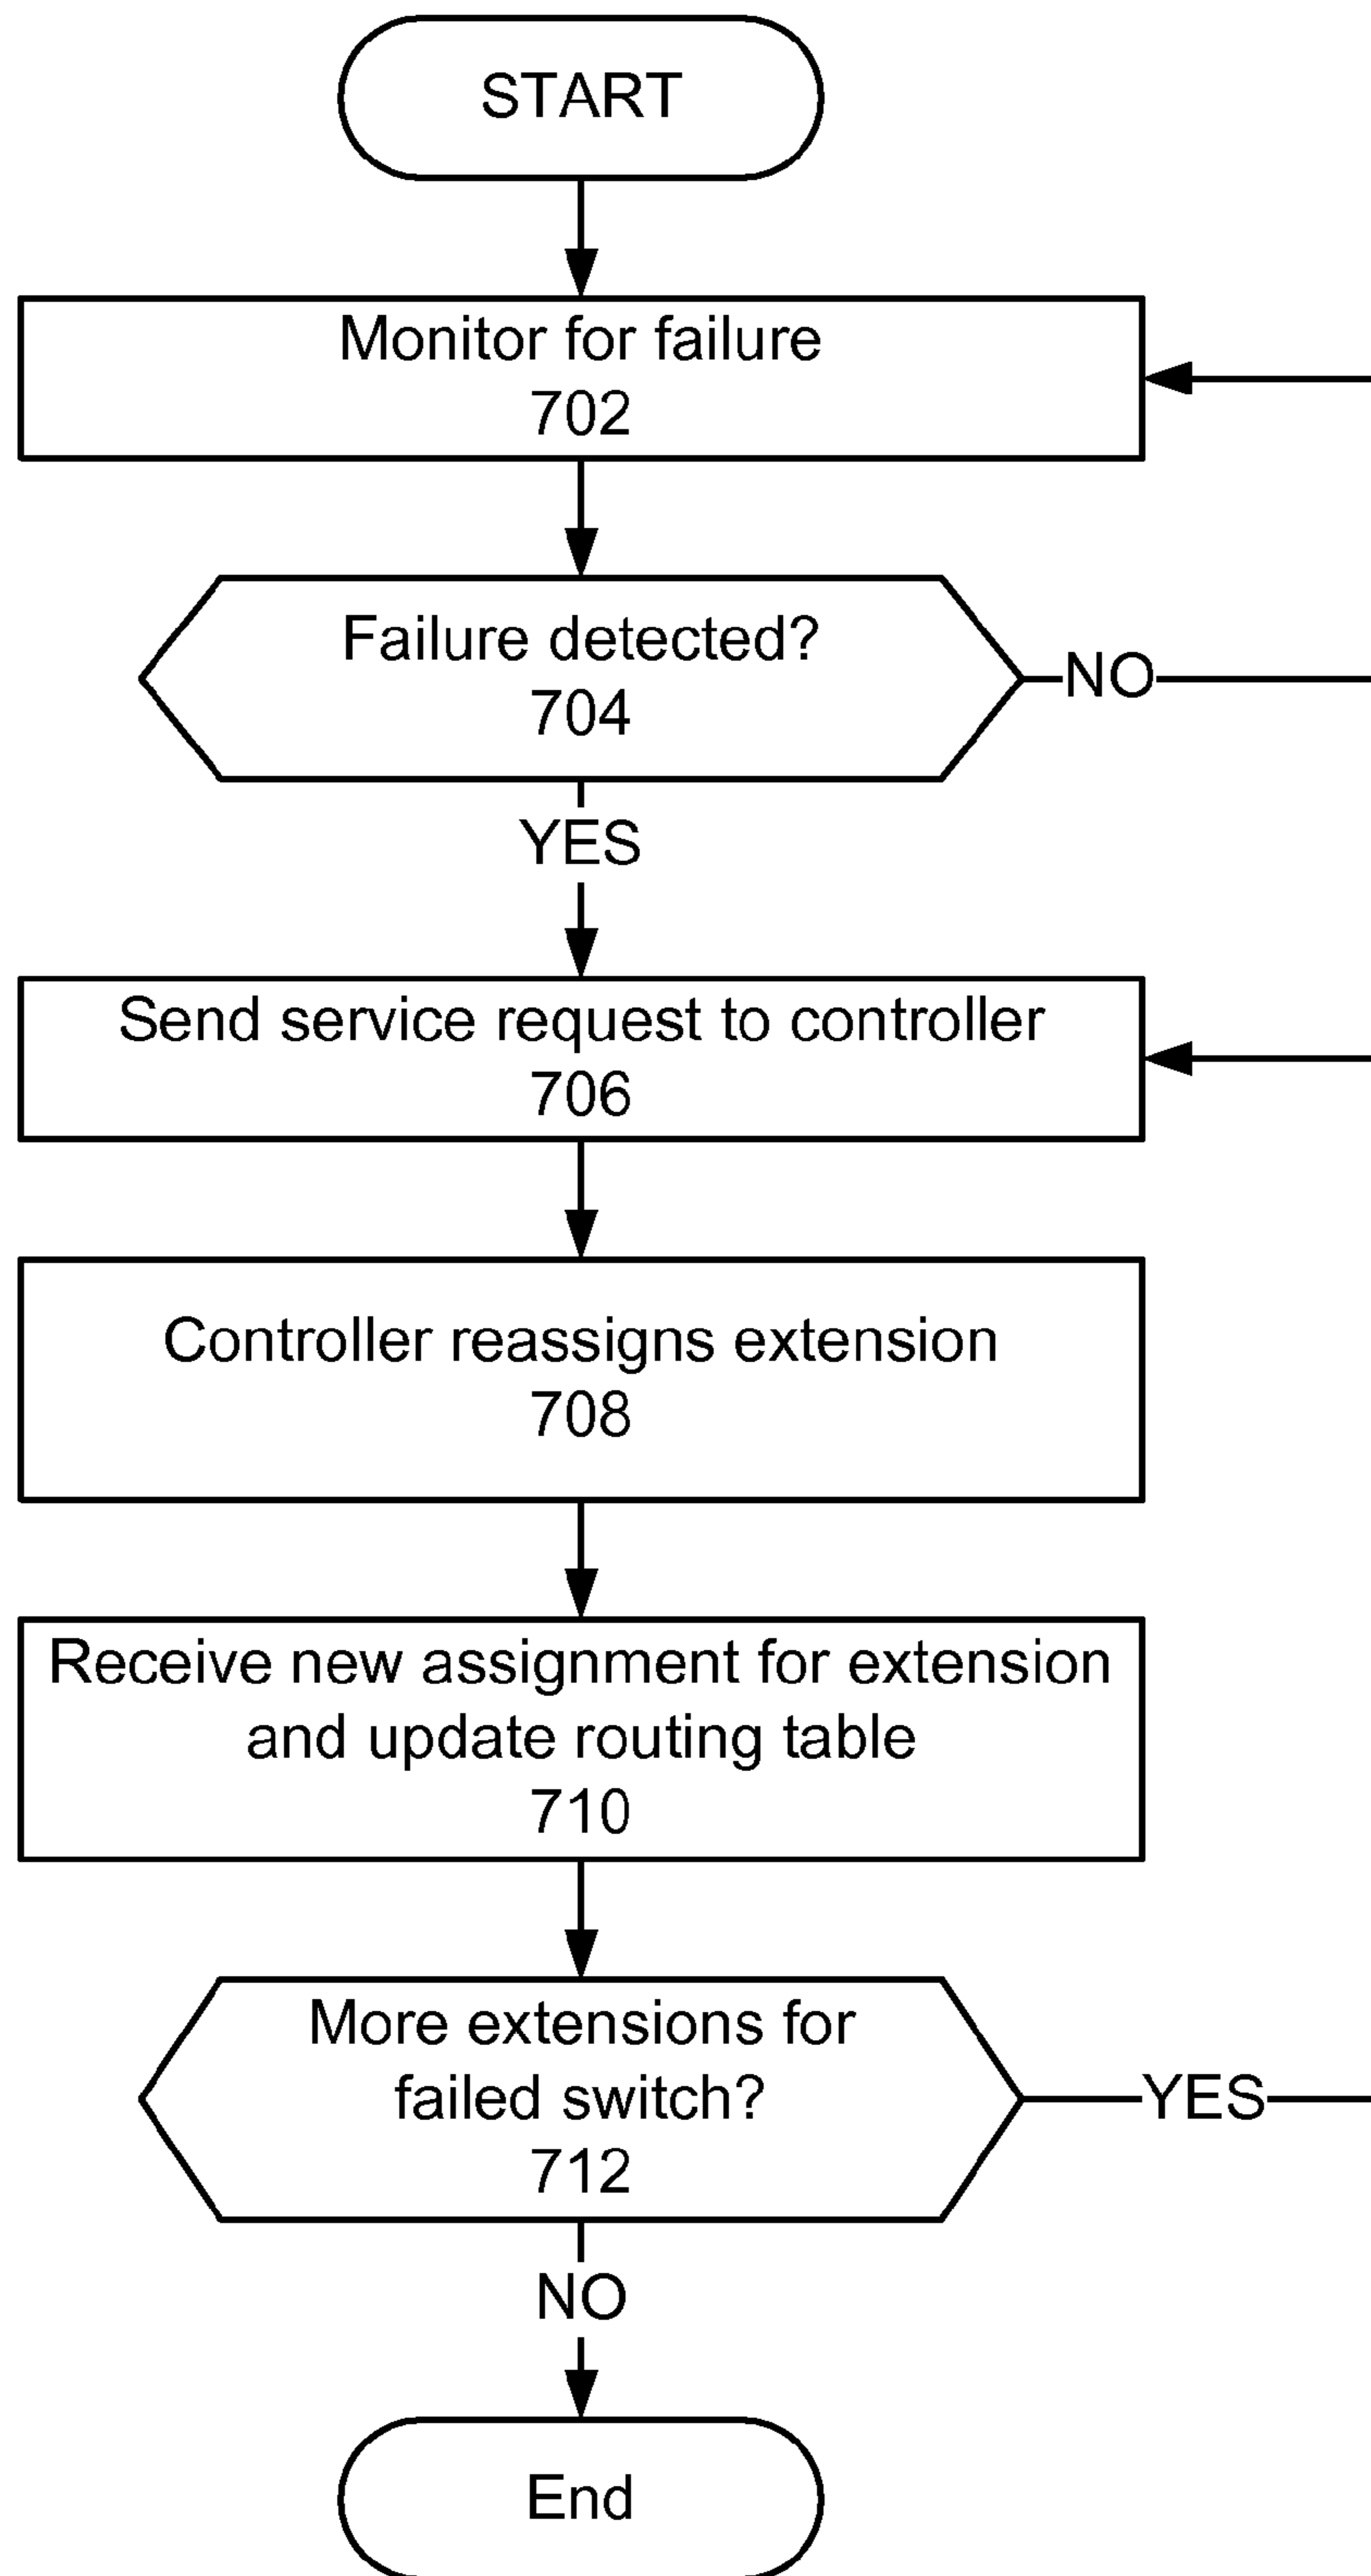 START
Monitor for failure
702
Failure detected?
704
NO
YES
Send service request to controller
706
Controller reassigns extension
708
Receive new assignment for extension
and update routing table
710
More extensions for
failed switch?
712
YES
NO
End